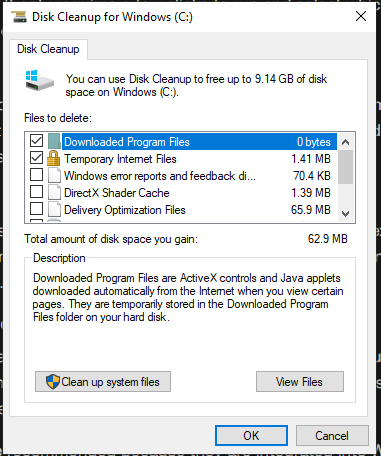 Disk Cleanup for Windows (C:)
Disk Cleanup
You can use Disk Cleanup to free up to 9.14 GB of disk
space on Windows (C:).
Files to delete:
Downloaded Program Files 0 bytes
Temporary Internet Files 1.41 MB
Windows error reports and feedback di... 70.4 KB
DirectX Shader Cache 1.39 MB
Delivery Optimization Files 65.9 MB
Total amount of disk space you gain: 62.9 MB
Description
Downloaded Program Files are ActiveX controls and Java applets
downloaded automatically from the Internet when you view certain
pages. They are temporarily stored in the Downloaded Program
Files folder on your hard disk.
Clean up system files View Files
OK Cancel